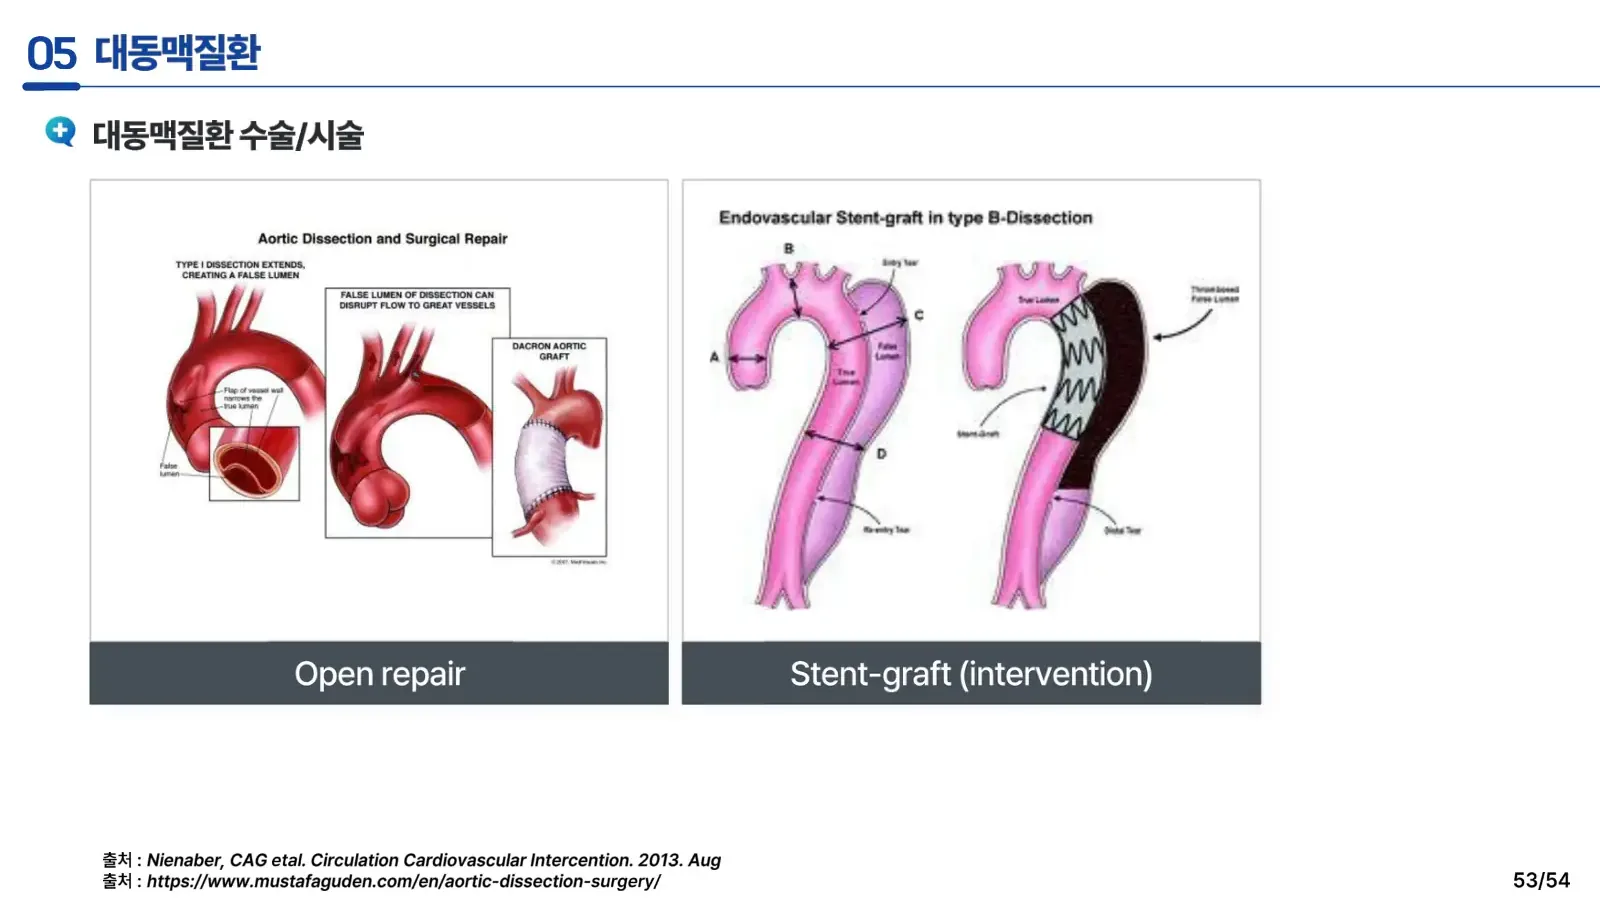 05 대동맥질환
대동맥질환 수술/시술
Aortic Dissection and Surgical Repair
TYPE I DISSECTION EXTENDS,
CREATING A FALSE LUMEN
FALSE LUMEN OF DISSECTION CAN
DISRUPT FLOW TO GREAT VESSELS
DACRON AORTIC
GRAFT
Flap of vessel wall
narrows the
true lumen
False
lumen
Open repair
Endovascular Stent-graft in type B-Dissection
B
Entry Tear
C
A
False
Lumen
True
Lumen
D
Re-entry Tear
True Lumen
Thrombosed
False Lumen
Stent-Graft
Distal Tear
Stent-graft (intervention)
출처 : Nienaber, CAG etal. Circulation Cardiovascular Intercention. 2013. Aug
출처 : https://www.mustafaguden.com/en/aortic-dissection-surgery/
53/54